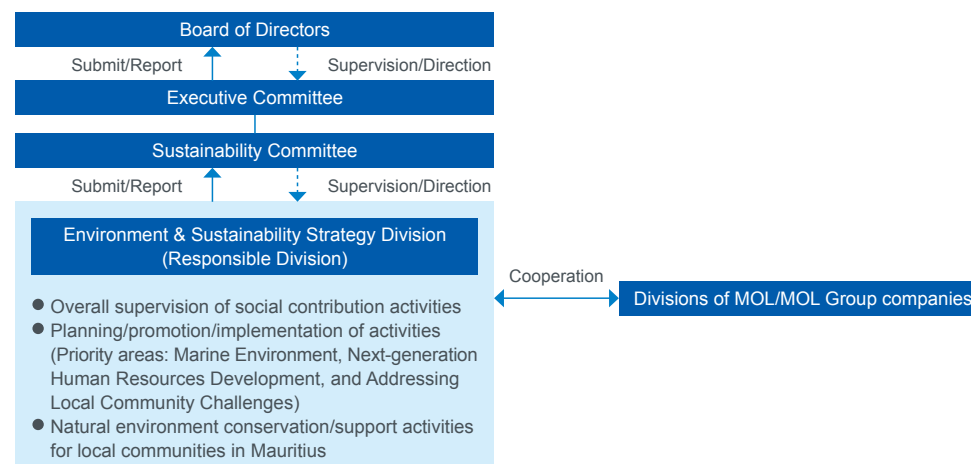 Board of Directors
Submit/Report
Supervision/Direction
Executive Committee
Sustainability Committee
Submit/Report
Supervision/Direction
Environment & Sustainability Strategy Division
(Responsible Division)
Cooperation
Divisions of MOL/MOL Group companies
● Overall supervision of social contribution activities
● Planning/promotion/implementation of activities
(Priority areas: Marine Environment, Next-generation
Human Resources Development, and Addressing
Local Community Challenges)
● Natural environment conservation/support activities
for local communities in Mauritius